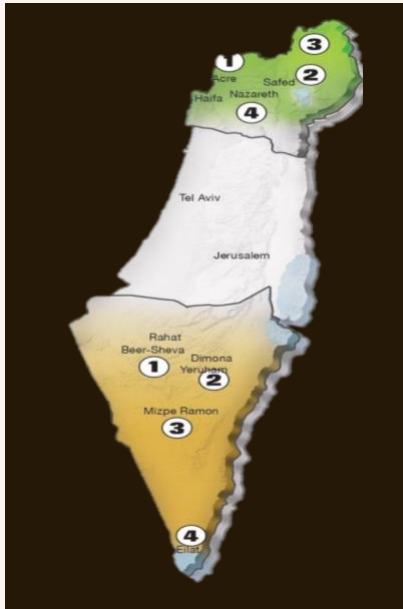 3
1
Acre
Safed
2
Haifa
Nazareth
4
Tel Aviv
Jerusalem
Rahat
Beer-Sheva
Dimona
1
Yeruham
2
Mizpe Ramon
3
4
Eilat